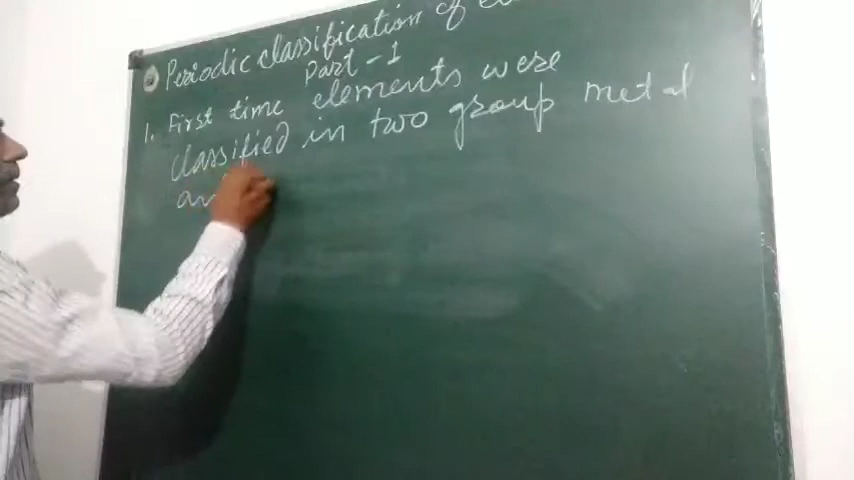 Periodic classification of
Part - 1
1. First time elements were
classified in two group metal